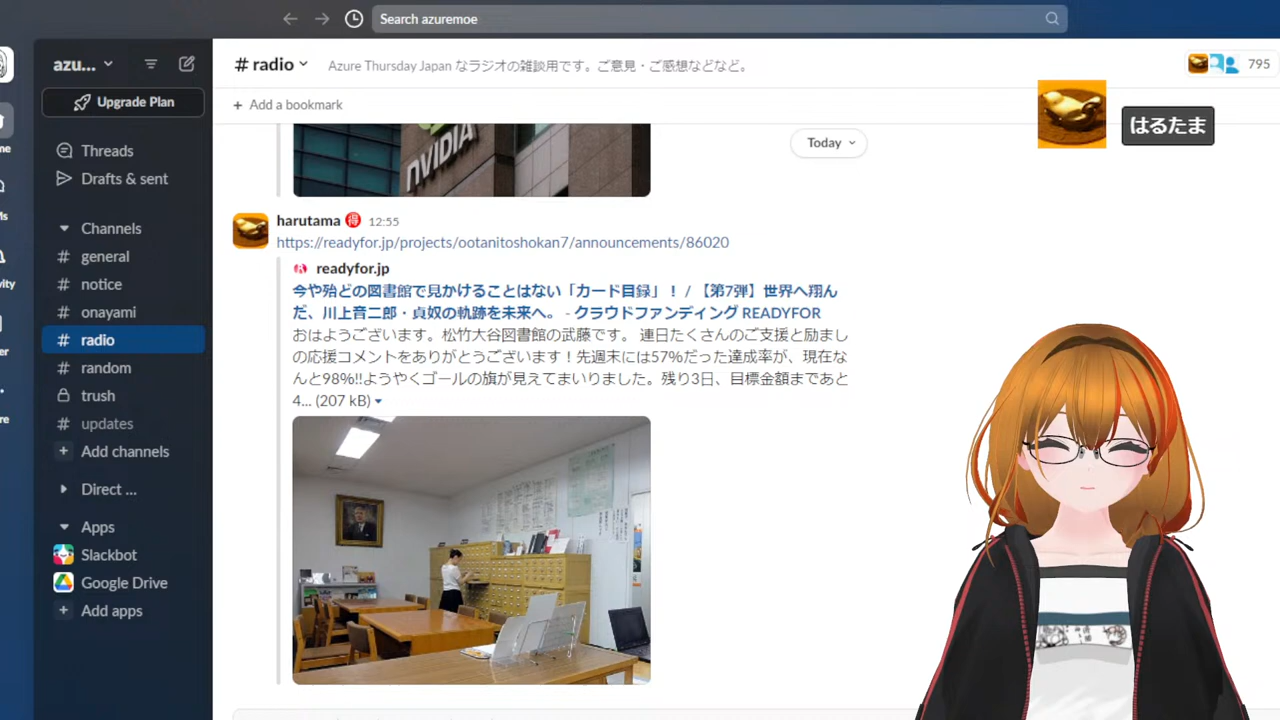 Search azuremoe
azu...
# radio
Azure Thursday Japan なラジオの雑談用です。ご意見・ご感想などなど。
795
Upgrade Plan
+ Add a bookmark
はるたま
Today
NVIDIA
Threads
Drafts & sent
Channels
# general
# notice
# onayami
# radio
# random
trush
# updates
+ Add channels
Direct ...
Apps
Slackbot
Google Drive
+ Add apps
harutama 得 12:55
https://readyfor.jp/projects/ootanitoshokan7/announcements/86020
readyfor.jp
今や殆どの図書館で見かけることはない「カード目録」！ / 【第7弾】世界へ翔ん
だ、川上音二郎・貞奴の軌跡を未来へ。 - クラウドファンディング READYFOR
おはようございます。松竹大谷図書館の武藤です。 連日たくさんのご支援と励まし
の応援コメントをありがとうございます！先週末には57%だった達成率が、現在な
んと98%!!ようやくゴールの旗が見えてまいりました。残り3日、目標金額まであと
4... (207 kB)